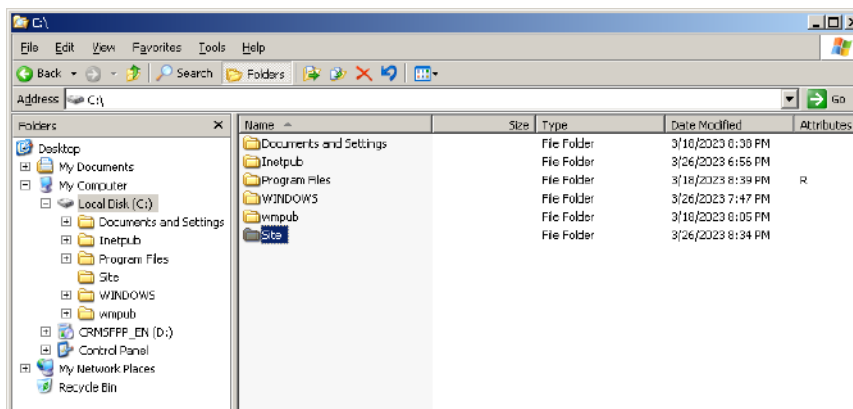 C:\
File Edit View Favorites Tools Help
Back Search Folders
Address C:\ Go
Folders
Desktop
My Documents
My Computer
Local Disk (C:)
Documents and Settings
Inetpub
Program Files
Site
WINDOWS
wmpub
CRMSFPP_EN (D:)
Control Panel
My Network Places
Recycle Bin
Name Size Type Date Modified Attributes
Documents and Settings File Folder 3/18/2023 8:38 PM
Inetpub File Folder 3/26/2023 6:56 PM
Program Files File Folder 3/18/2023 8:39 PM R
WINDOWS File Folder 3/26/2023 7:47 PM
wmpub File Folder 3/18/2023 8:05 PM
Site File Folder 3/26/2023 8:34 PM